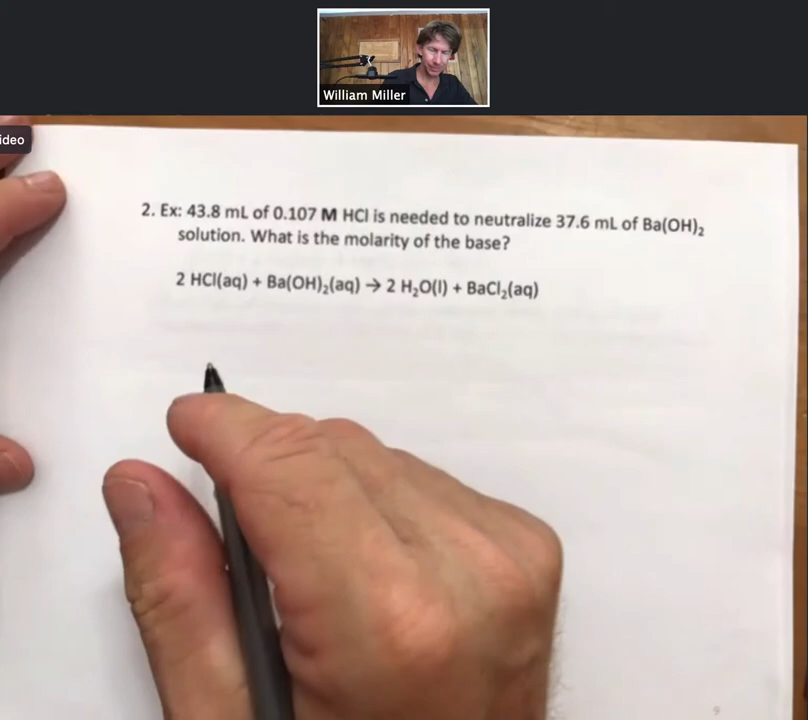 William Miller
ideo
2. Ex: 43.8 mL of 0.107 M HCl is needed to neutralize 37.6 mL of Ba(OH)₂
solution. What is the molarity of the base?
2 HCl(aq) + Ba(OH)₂(aq) → 2 H₂O(l) + BaCl₂(aq)
9